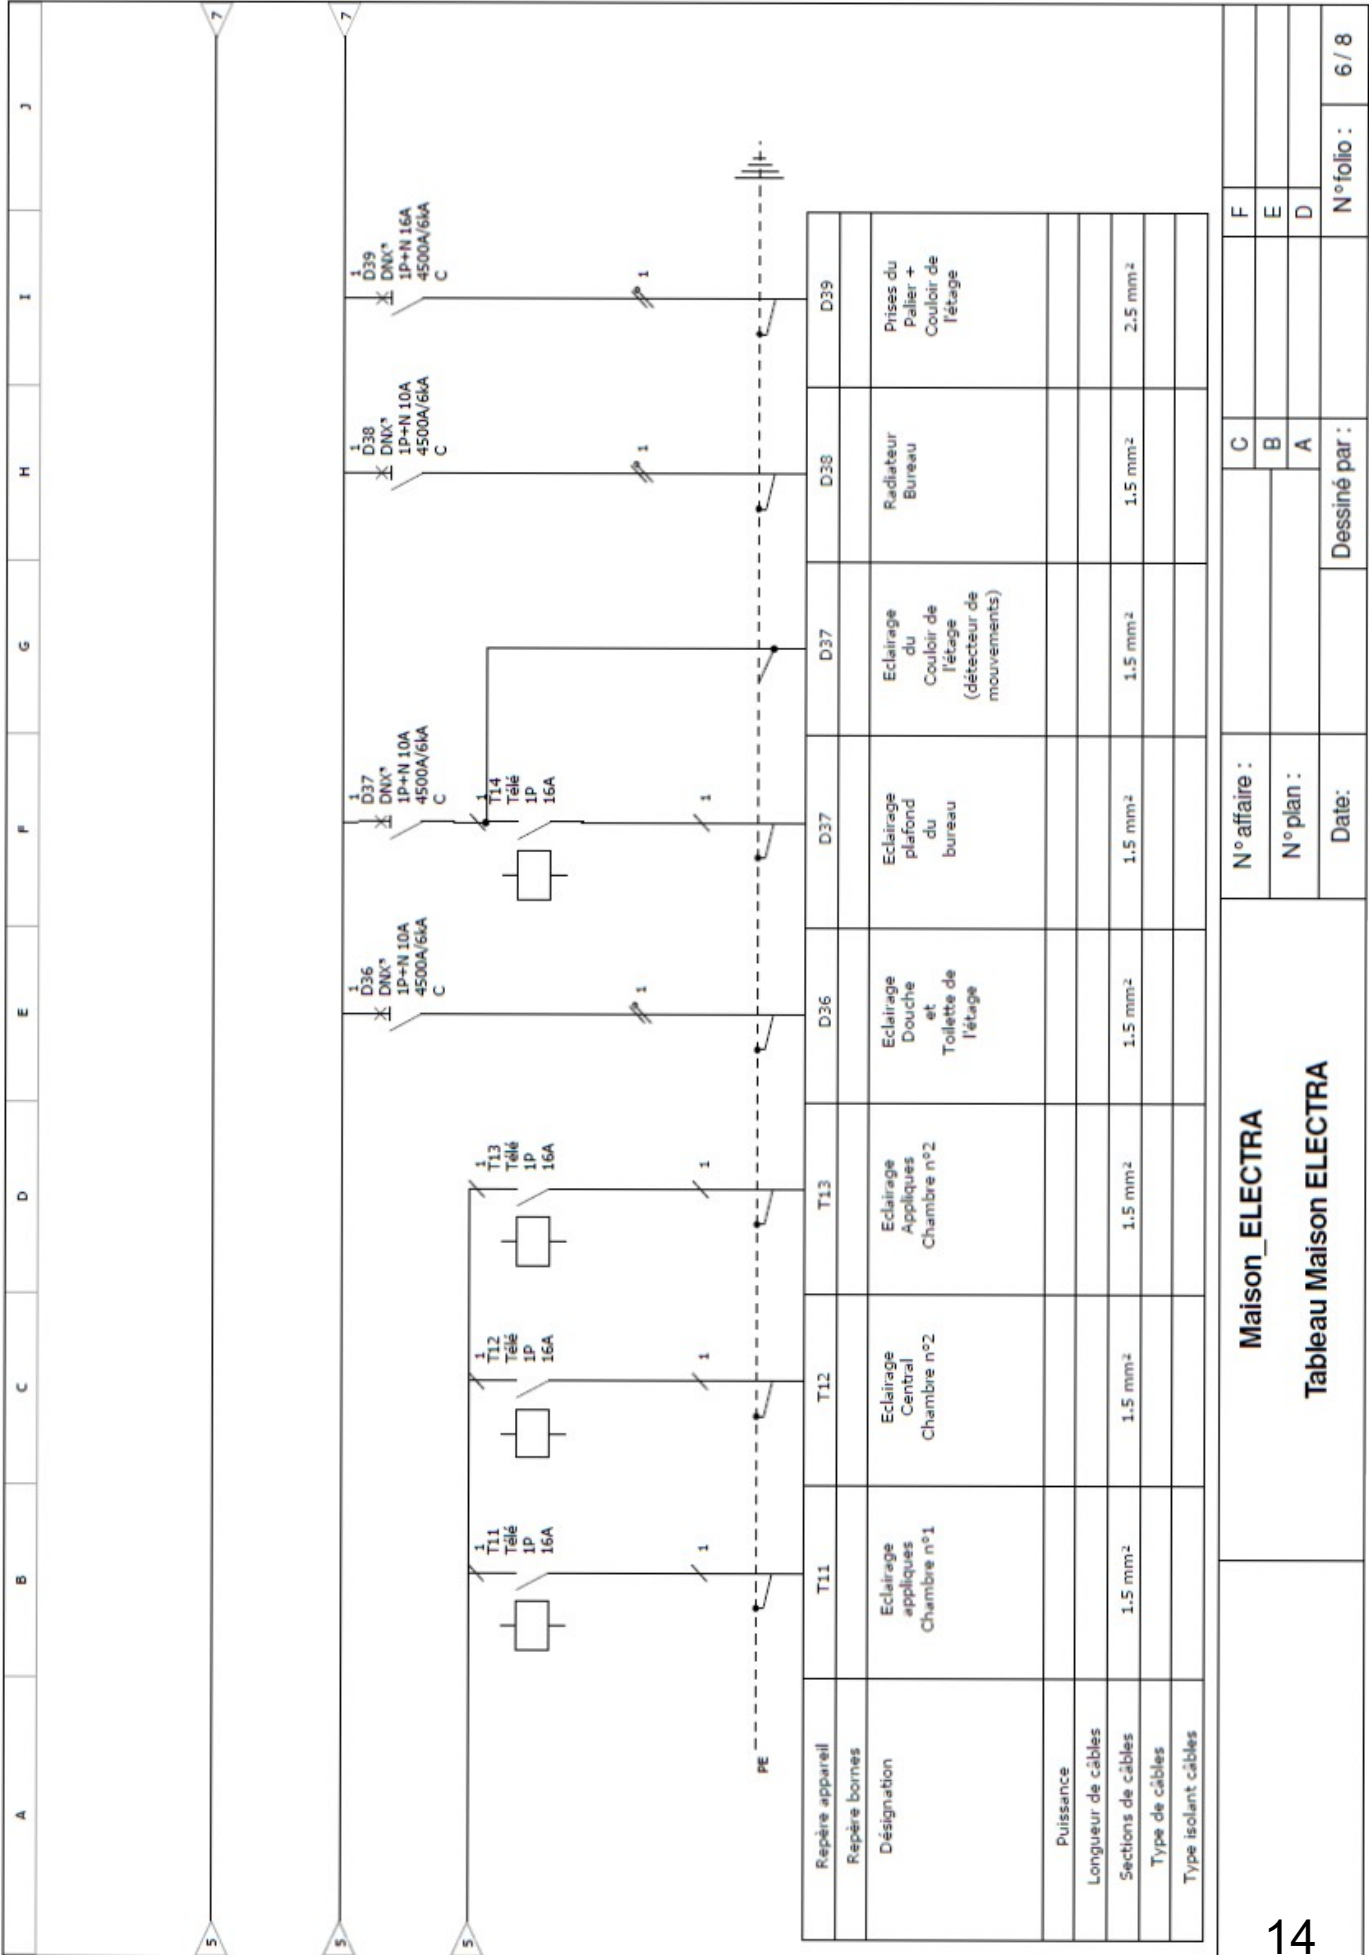 A B C D E F G H I J
5 7
5 7
5
1
T11
Télé
1P
16A
1
1
T12
Télé
1P
16A
1
1
T13
Télé
1P
16A
1
1
D36
DNX³
1P+N 10A
4500A/6kA
C
1
1
D37
DNX³
1P+N 10A
4500A/6kA
C
1
T14
Télé
1P
16A
1
1
D38
DNX³
1P+N 10A
4500A/6kA
C
1
1
D39
DNX³
1P+N 16A
4500A/6kA
C
1
PE
Repère appareil T11 T12 T13 D36 D37 D37 D38 D39
Repère bornes
Désignation
Eclairage
appliques
Chambre n°1
Eclairage
Central
Chambre n°2
Eclairage
Appliques
Chambre n°2
Eclairage
Douche
et
Toilette de
l'étage
Eclairage
plafond
du
bureau
Eclairage
du
Couloir de
l'étage
(détecteur de
mouvements)
Radiateur
Bureau
Prises du
Palier +
Couloir de
l'étage
Puissance
Longueur de câbles
Sections de câbles 1.5 mm² 1.5 mm² 1.5 mm² 1.5 mm² 1.5 mm² 1.5 mm² 1.5 mm² 2.5 mm²
Type de câbles
Type isolant câbles
Maison_ELECTRA
Tableau Maison ELECTRA
N°affaire :
N°plan :
Date:
C F
B E
A D
Dessiné par :
N°folio : 6 / 8
14